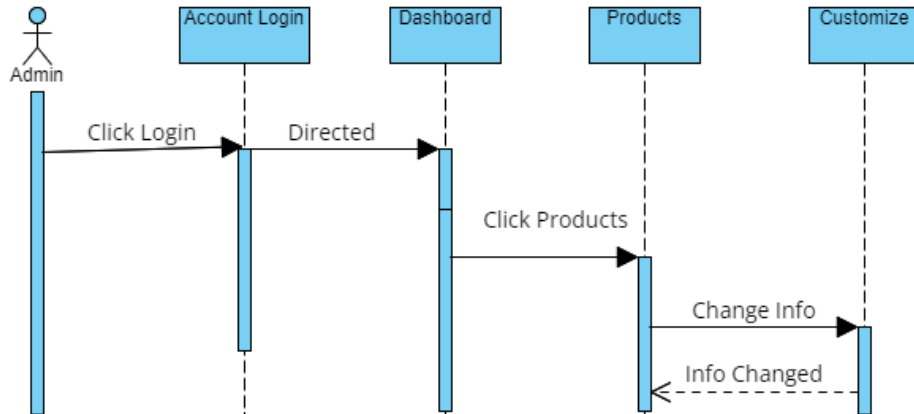 Account Login
Dashboard
Products
Customize
Admin
Click Login
Directed
Click Products
Change Info
Info Changed